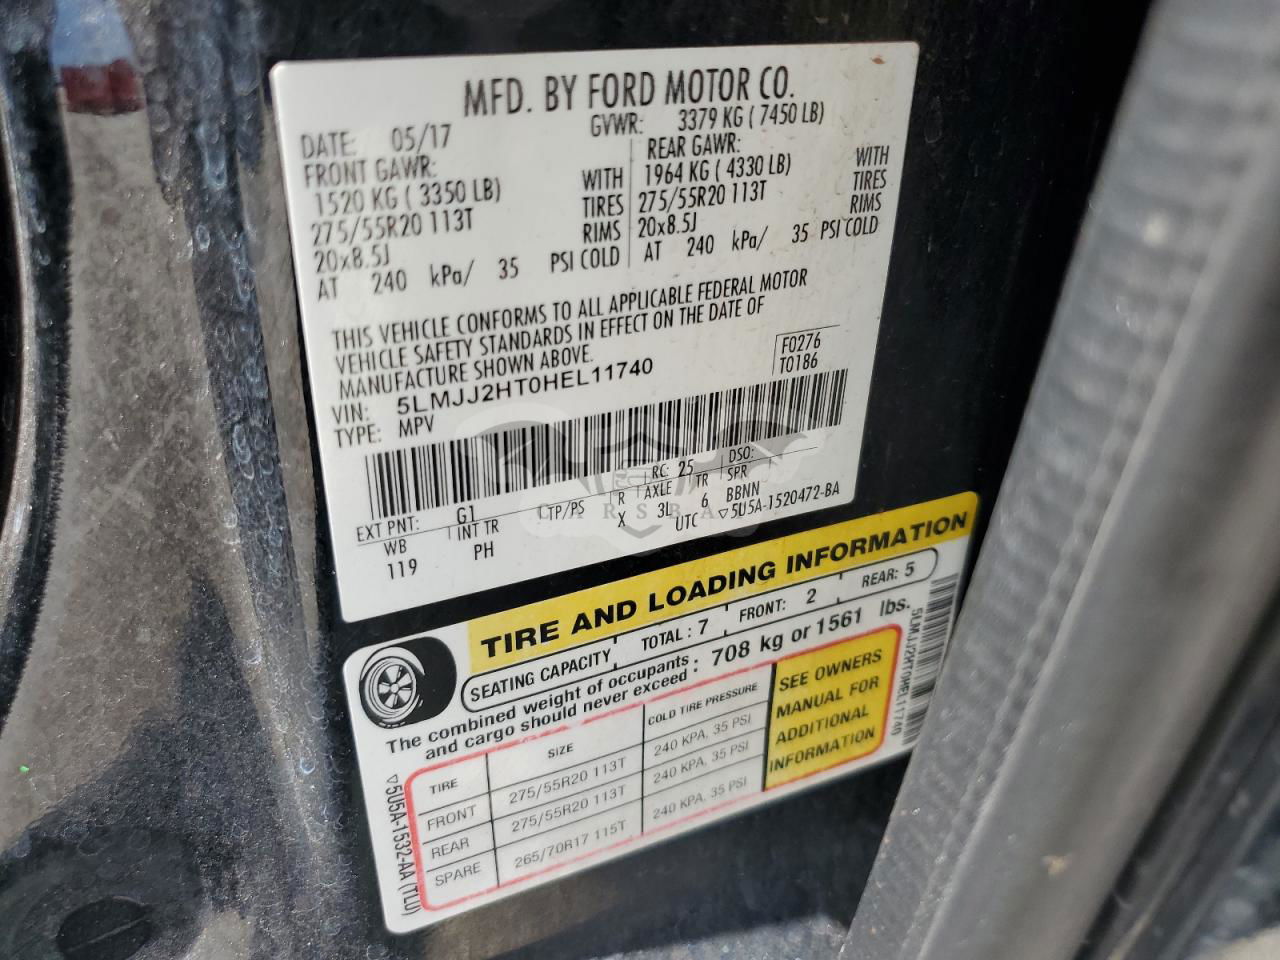 MFD. BY FORD MOTOR CO.
DATE: 05/17 GVWR: 3379 KG ( 7450 LB)
FRONT GAWR: REAR GAWR:
1520 KG ( 3350 LB) WITH 1964 KG ( 4330 LB) WITH
275/55R20 113T TIRES 275/55R20 113T TIRES
20x8.5J RIMS 20x8.5J RIMS
AT 240 kPa/ 35 PSI COLD AT 240 kPa/ 35 PSI COLD
THIS VEHICLE CONFORMS TO ALL APPLICABLE FEDERAL MOTOR
VEHICLE SAFETY STANDARDS IN EFFECT ON THE DATE OF
MANUFACTURE SHOWN ABOVE.
F0276
T0186
VIN: 5LMJJ2HT0HEL11740
TYPE: MPV
EXT PNT: G1 RC: 25 DSO:
WB INT TR LTP/PS R AXLE TR SPR
119 PH X 3L 6 BBNN
UTC ▽5U5A-1520472-BA
TIRE AND LOADING INFORMATION
SEATING CAPACITY TOTAL : 7 FRONT: 2 REAR: 5
The combined weight of occupants and cargo should never exceed : 708 kg or 1561 lbs.
TIRE SIZE COLD TIRE PRESSURE
FRONT 275/55R20 113T 240 KPA, 35 PSI
REAR 275/55R20 113T 240 KPA, 35 PSI
SPARE 265/70R17 115T 240 KPA, 35 PSI
SEE OWNERS
MANUAL FOR
ADDITIONAL
INFORMATION
5LMJJ2HT0HEL11740
▽5U5A-1532-AA (TLU)